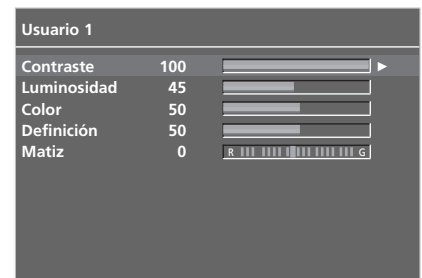 Usuario 1
Contraste 100
Luminosidad 45
Color 50
Definición 50
Matiz 0 R G